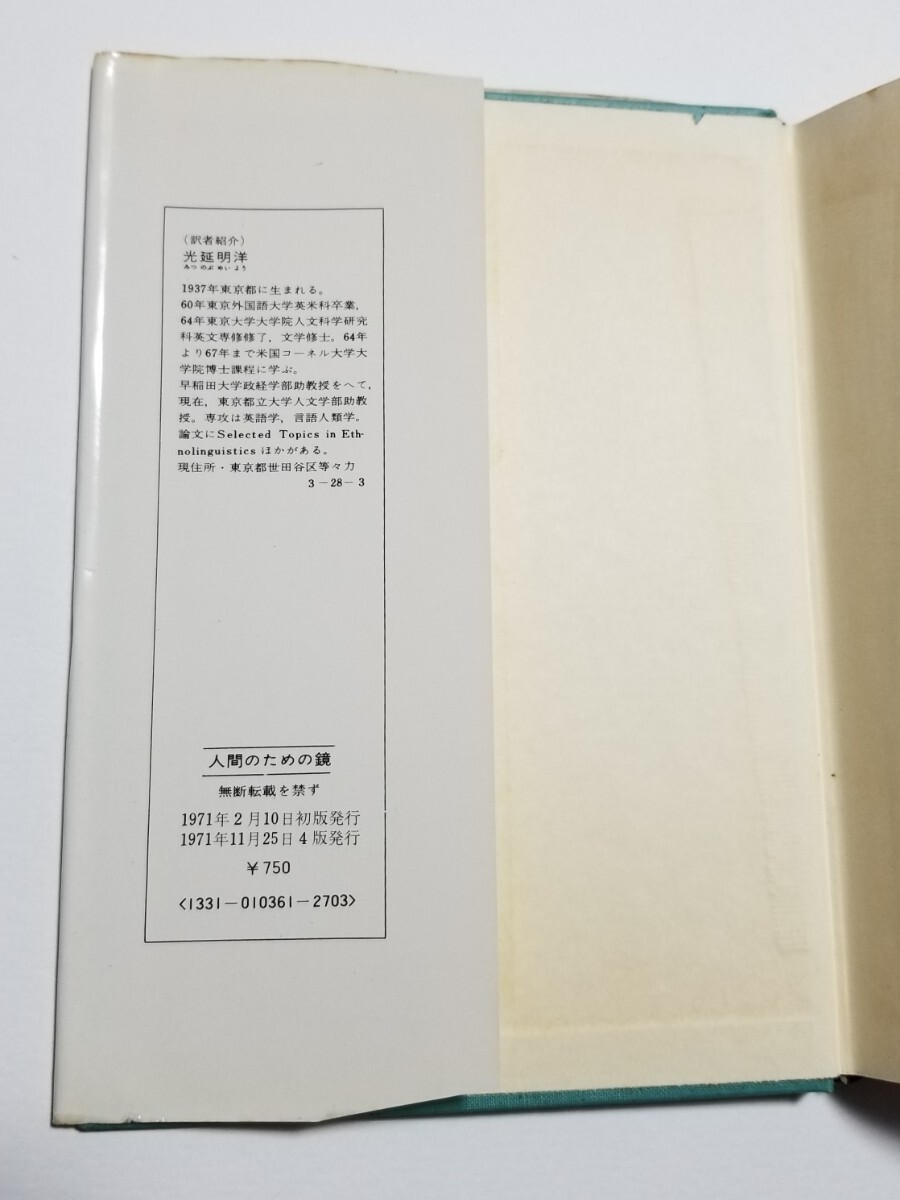 （訳者紹介）
光延明洋
みつのぶめいよう
1937年東京都に生まれる。
60年東京外国語大学英米科卒業，
64年東京大学大学院人文科学研究
科英文専修修了，文学修士。64年
より67年まで米国コーネル大学大
学院博士課程に学ぶ。
早稲田大学政経学部助教授をへて，
現在，東京都立大学人文学部助教
授。専攻は英語学，言語人類学。
論文にSelected Topics in Eth-
nolinguistics ほかがある。
現住所・東京都世田谷区等々力
3－28－3
人間のための鏡
無断転載を禁ず
1971年2月10日初版発行
1971年11月25日4版発行
￥750
<1331－010361－2703>